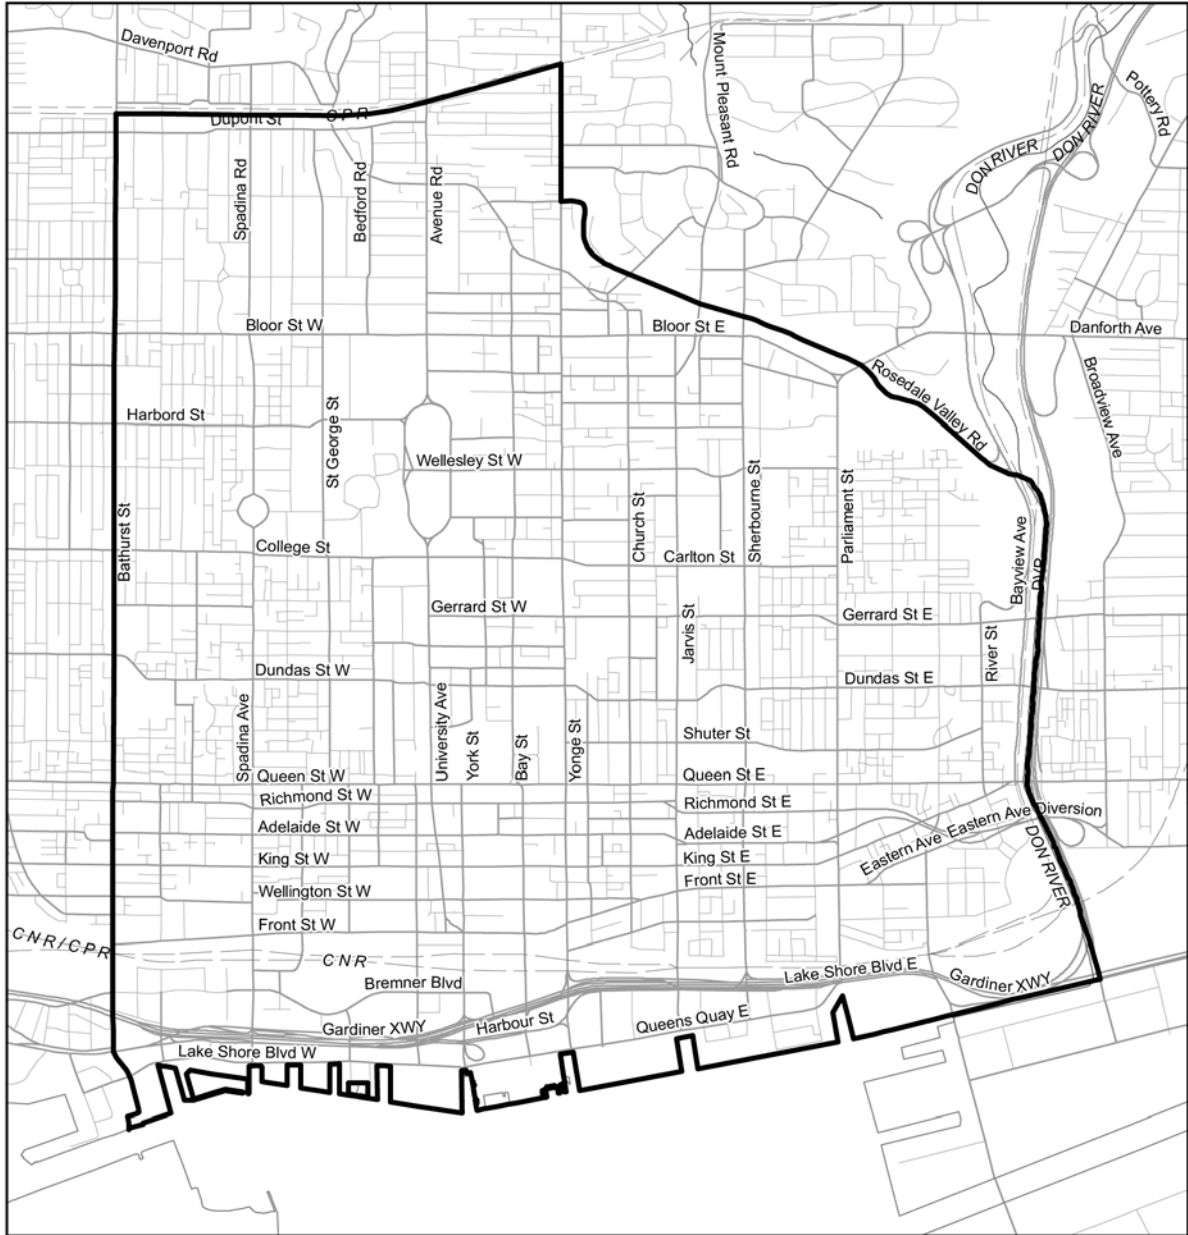 Davenport Rd
Mount Pleasant Rd
Pottery Rd
DON RIVER
DON RIVER
CPR
Dupont St
Spadina Rd
Bedford Rd
Avenue Rd
Bloor St W
Bloor St E
Danforth Ave
Rosedale Valley Rd
Broadview Ave
Harbord St
St George St
Wellesley St W
Bathurst St
Church St
Sherbourne St
Parliament St
College St
Carlton St
Bayview Ave
DVP
Gerrard St W
Gerrard St E
Jarvis St
River St
Dundas St W
Dundas St E
Spadina Ave
University Ave
York St
Bay St
Yonge St
Shuter St
Queen St W
Queen St E
Richmond St W
Richmond St E
Adelaide St W
Adelaide St E
Eastern Ave
Eastern Ave Diversion
King St W
King St E
DON RIVER
Wellington St W
Front St E
Front St W
CNR/CPR
CNR
Lake Shore Blvd E
Gardiner XWY
Bremner Blvd
Gardiner XWY
Harbour St
Queens Quay E
Lake Shore Blvd W